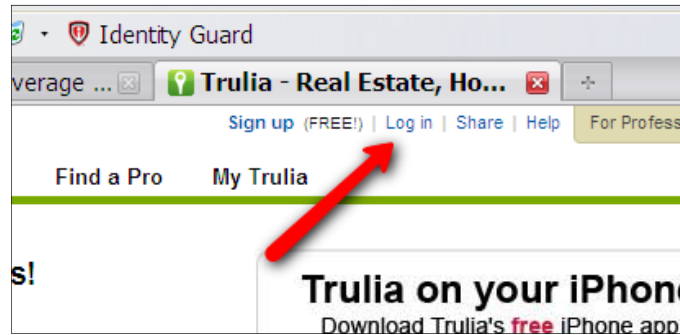 Identity Guard
verage ... Trulia - Real Estate, Ho...
Sign up (FREE!) | Log in | Share | Help For Profess
Find a Pro My Trulia
s!
Trulia on your iPhone
Download Trulia's free iPhone app